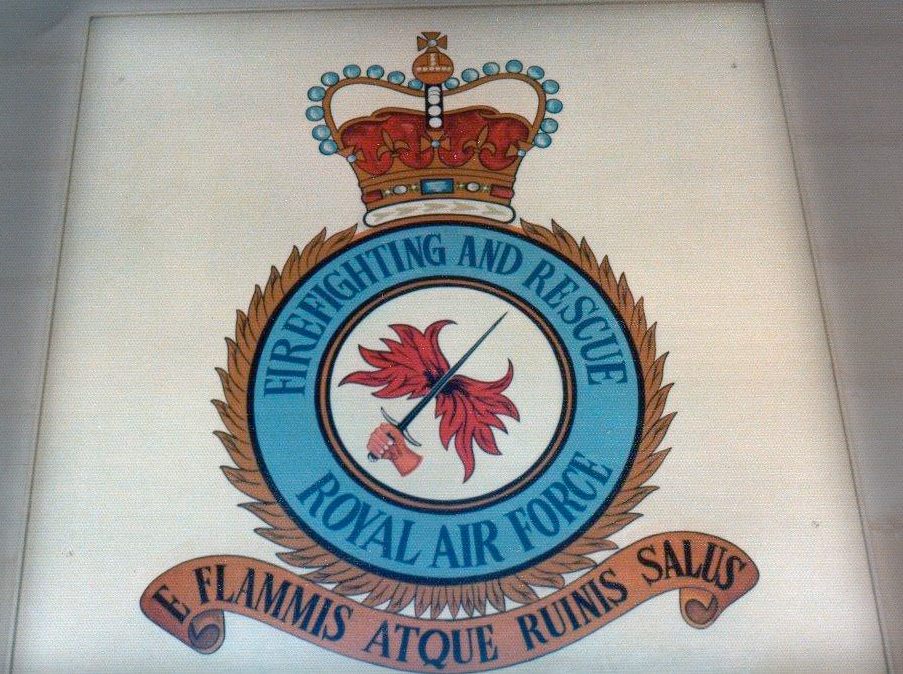 FIREFIGHTING AND RESCUE
ROYAL AIR FORCE
E FLAMMIS ATQUE RUINIS SALUS